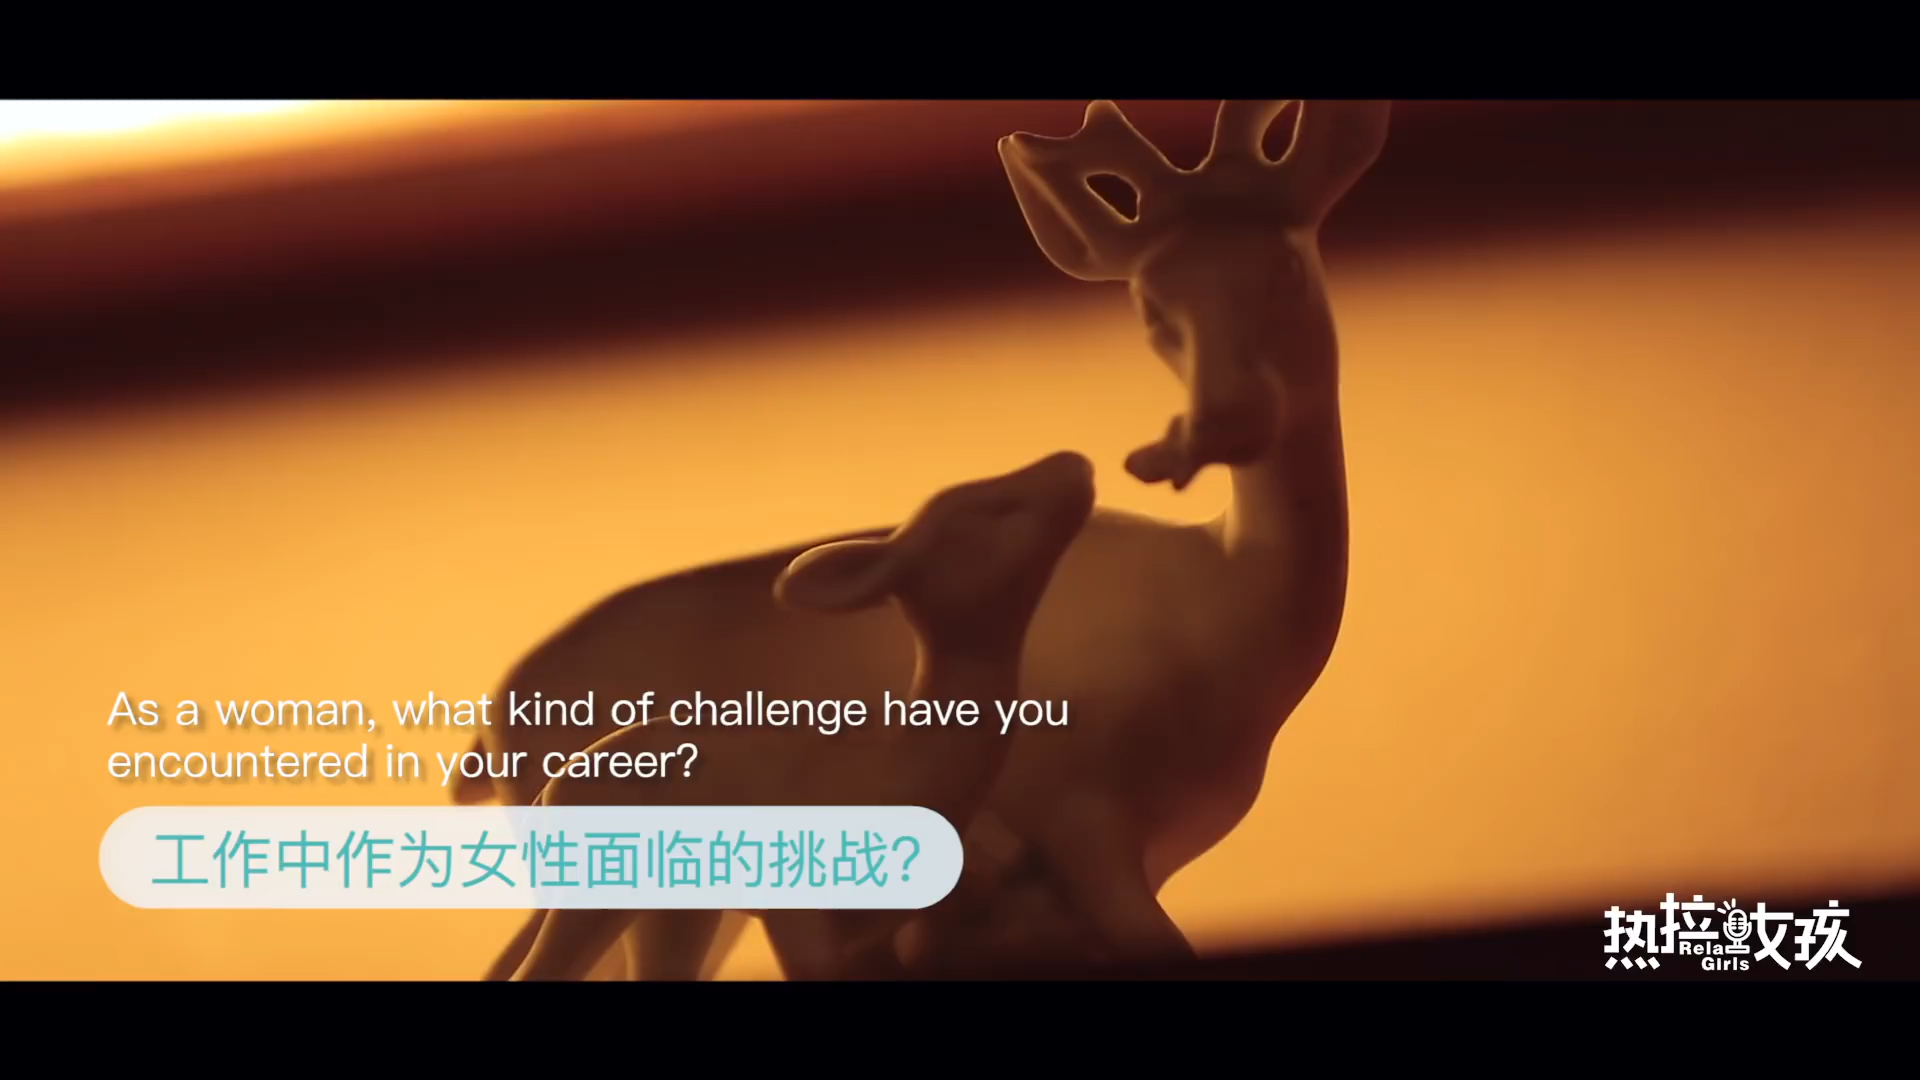 As a woman, what kind of challenge have you
encountered in your career?
工作中作为女性面临的挑战?
热拉女孩
Rela
Girls